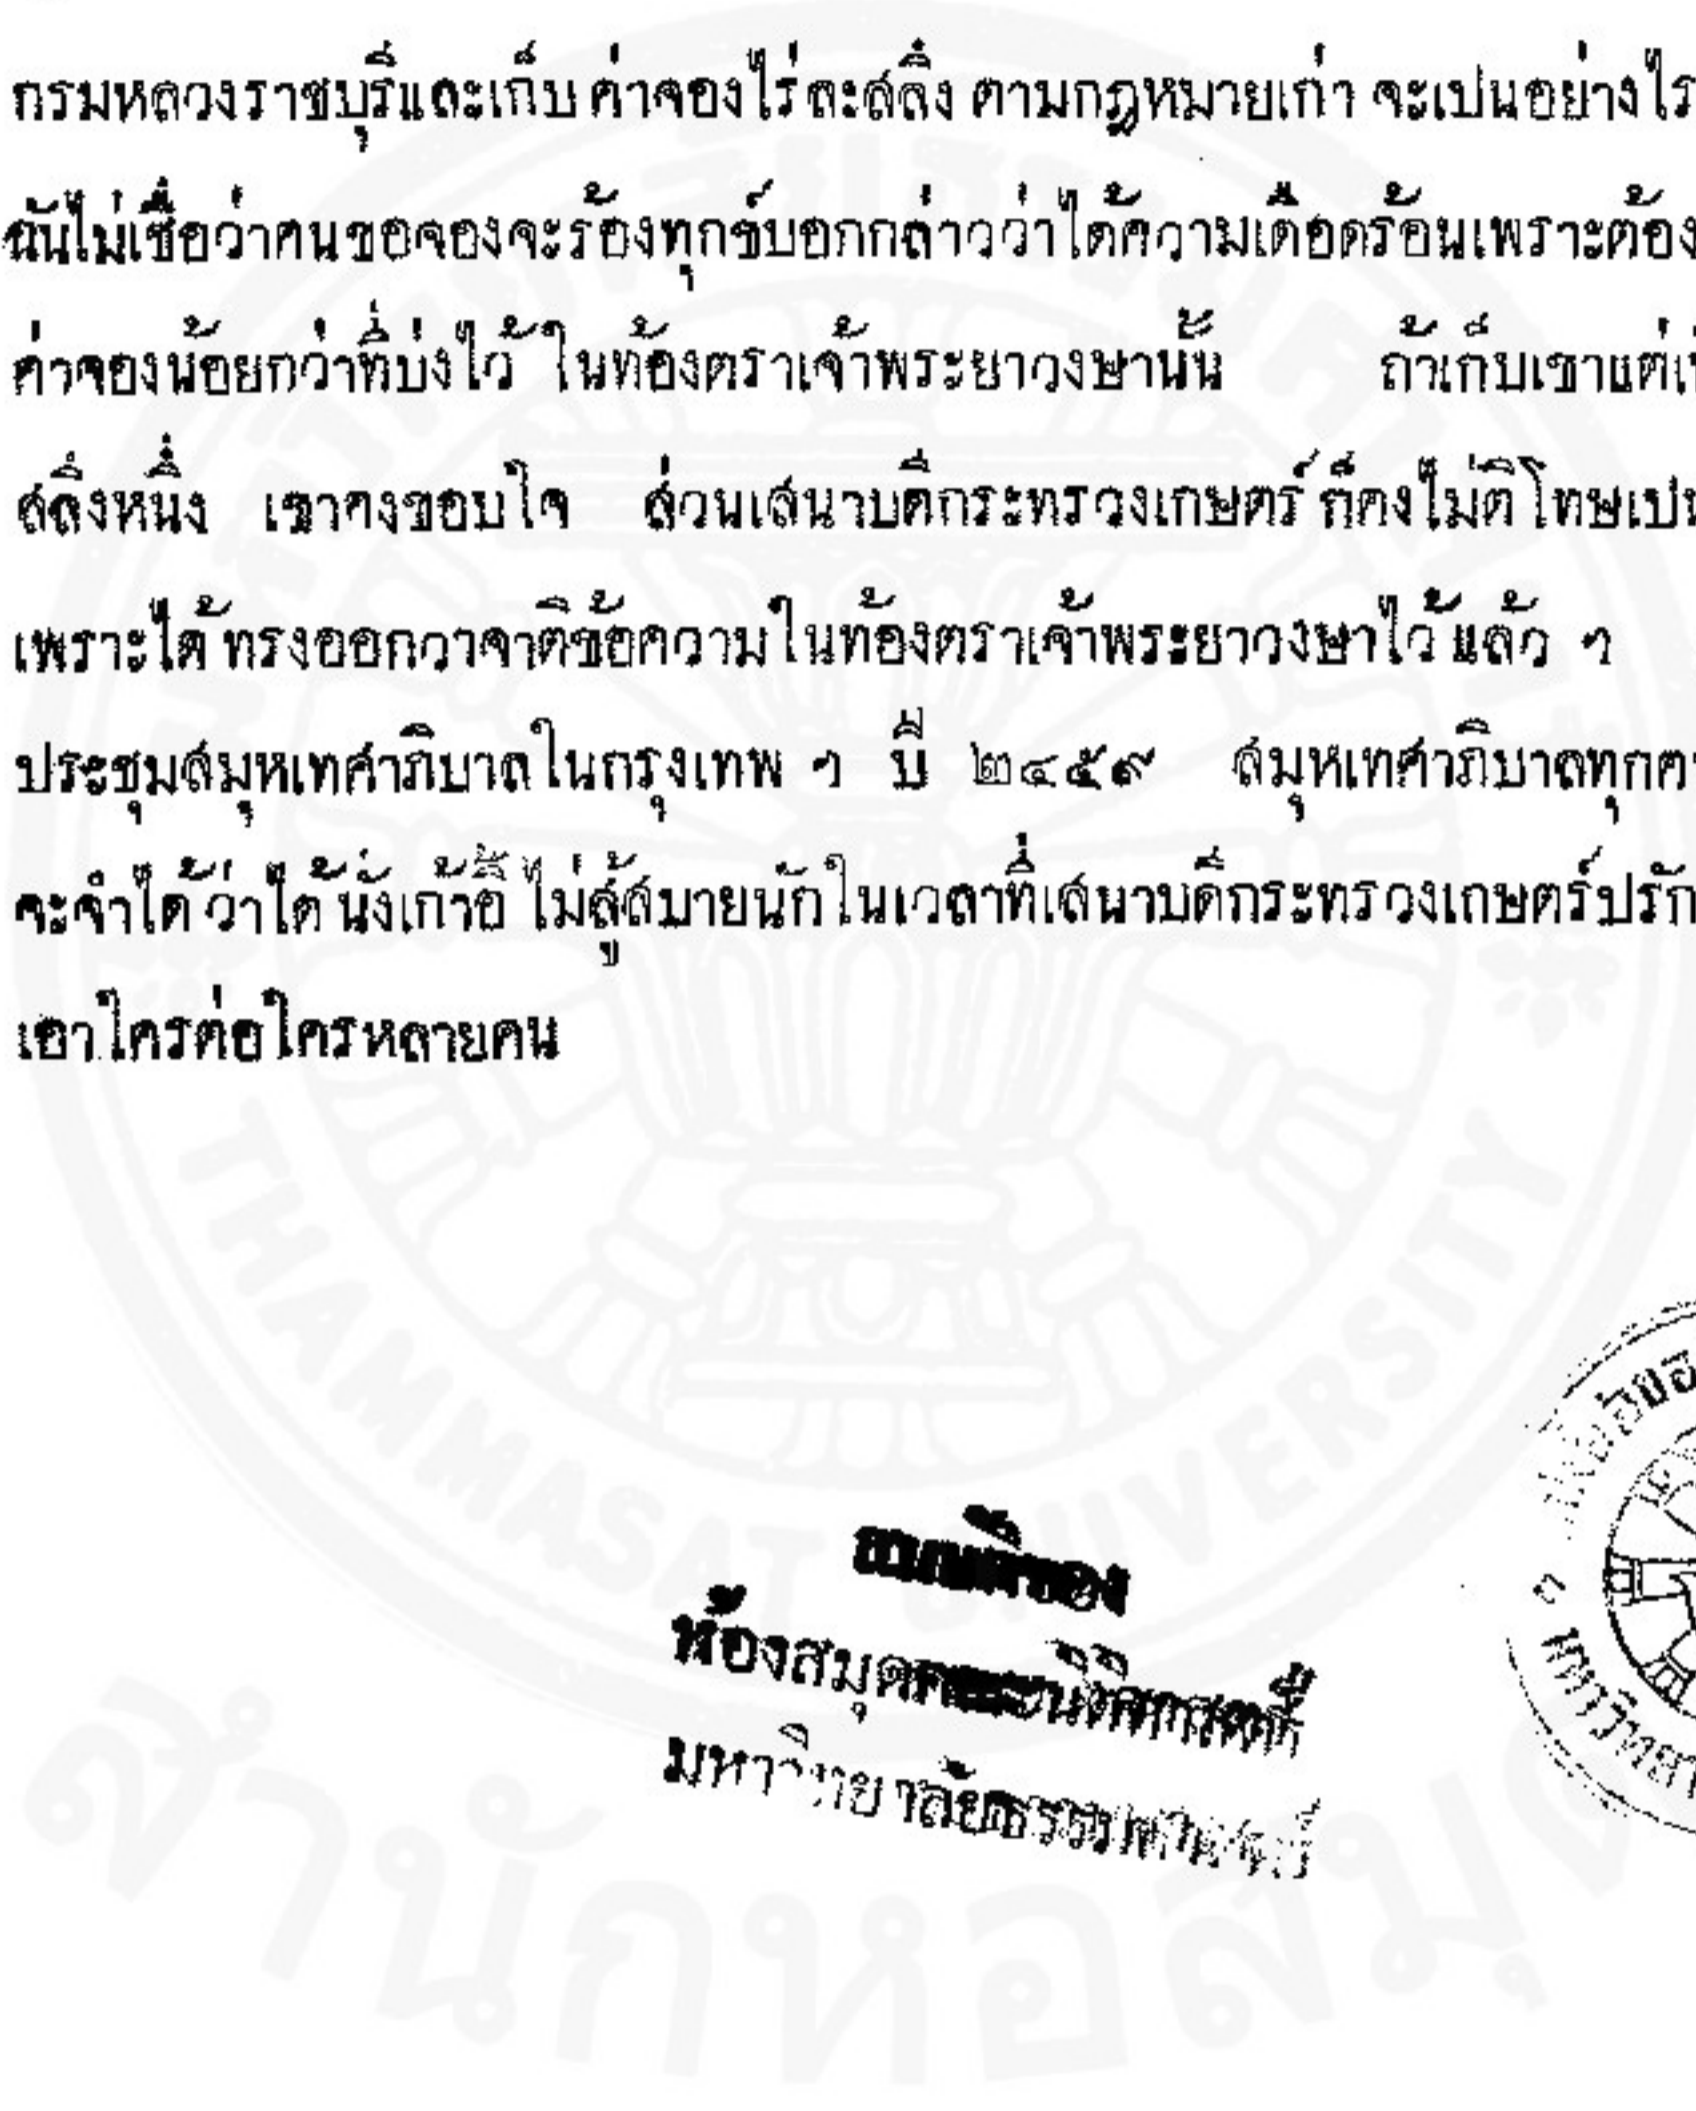 กรมหลวงราชบุรีและเก็บ ค่าจองไร่ ละสลึง ตามกฎหมายเก่า จะเปนอย่างไร
ฉันไม่เชื่อว่าคนขอจองจะร้องทุกข์บอกกล่าวว่าได้ความเดือดร้อนเพราะต้อง
ค่าจองน้อยกว่าที่บ่งไว้ ในท้องตราเจ้าพระยาวงษานั้น ถ้าเก็บเขาแต่
สลึงหนึ่ง เขาคงขอบใจ ส่วนเสนาบดีกระทรวงเกษตร์ ก็คงไม่ติโทษ
เพราะได้ ทรงออกวาจาติข้อความในท้องตราเจ้าพระยาวงษาไว้ แล้ว ฯ
ประชุมสมุหเทศาภิบาลในกรุงเทพ ฯ ปี ๒๔๕๙ สมุหเทศาภิบาลทุก
จะจำได้ ว่าได้ นั่งเก้าอี้ ไม่สู้สบายนักในเวลาที่เสนาบดีกระทรวงเกษตร์ปรัก
เอาใครต่อใครหลายคน
THAMMASAT UNIVERSITY
ห้องสมุดคณะนิติศาสตร์
มหาวิทยาลัยธรรมศาสตร์
สำนักหอสมุด